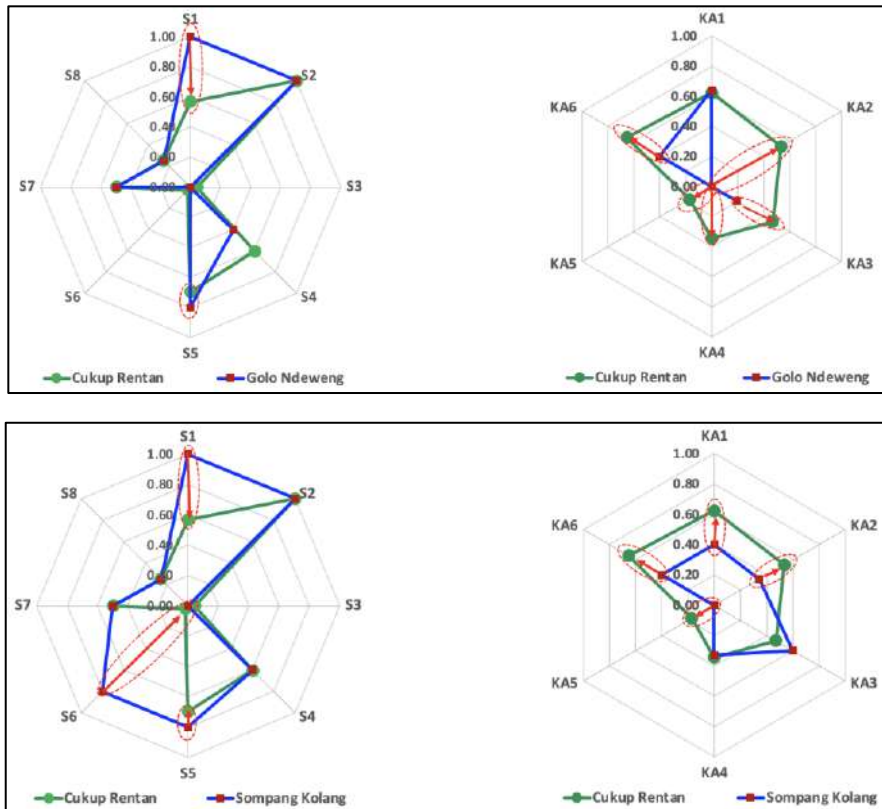 S1
1.00
0.80
0.60
0.40
0.20
0.00
S2
S3
S4
S5
S6
S7
S8
Cukup Rentan
Golo Ndeweng
KA1
1.00
0.80
0.60
0.40
0.20
0.00
KA2
KA3
KA4
KA5
KA6
Cukup Rentan
Golo Ndeweng
S1
1.00
0.80
0.60
0.40
0.20
0.00
S2
S3
S4
S5
S6
S7
S8
Cukup Rentan
Sompang Kolang
KA1
1.00
0.80
0.60
0.40
0.20
0.00
KA2
KA3
KA4
KA5
KA6
Cukup Rentan
Sompang Kolang